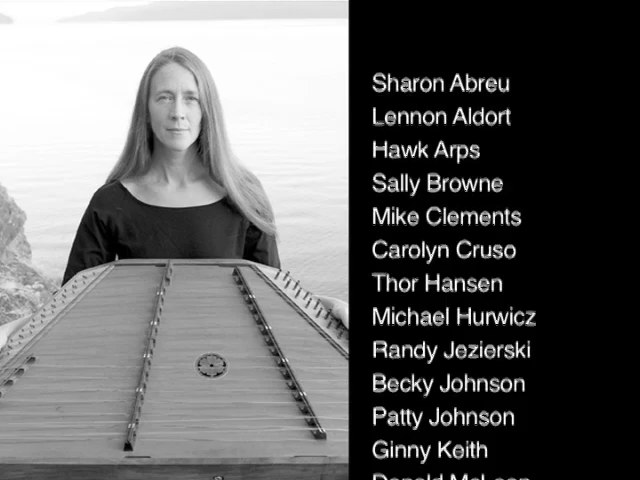 Sharon Abreu
Lennon Aldort
Hawk Arps
Sally Browne
Mike Clements
Carolyn Cruso
Thor Hansen
Michael Hurwicz
Randy Jezierski
Becky Johnson
Patty Johnson
Ginny Keith